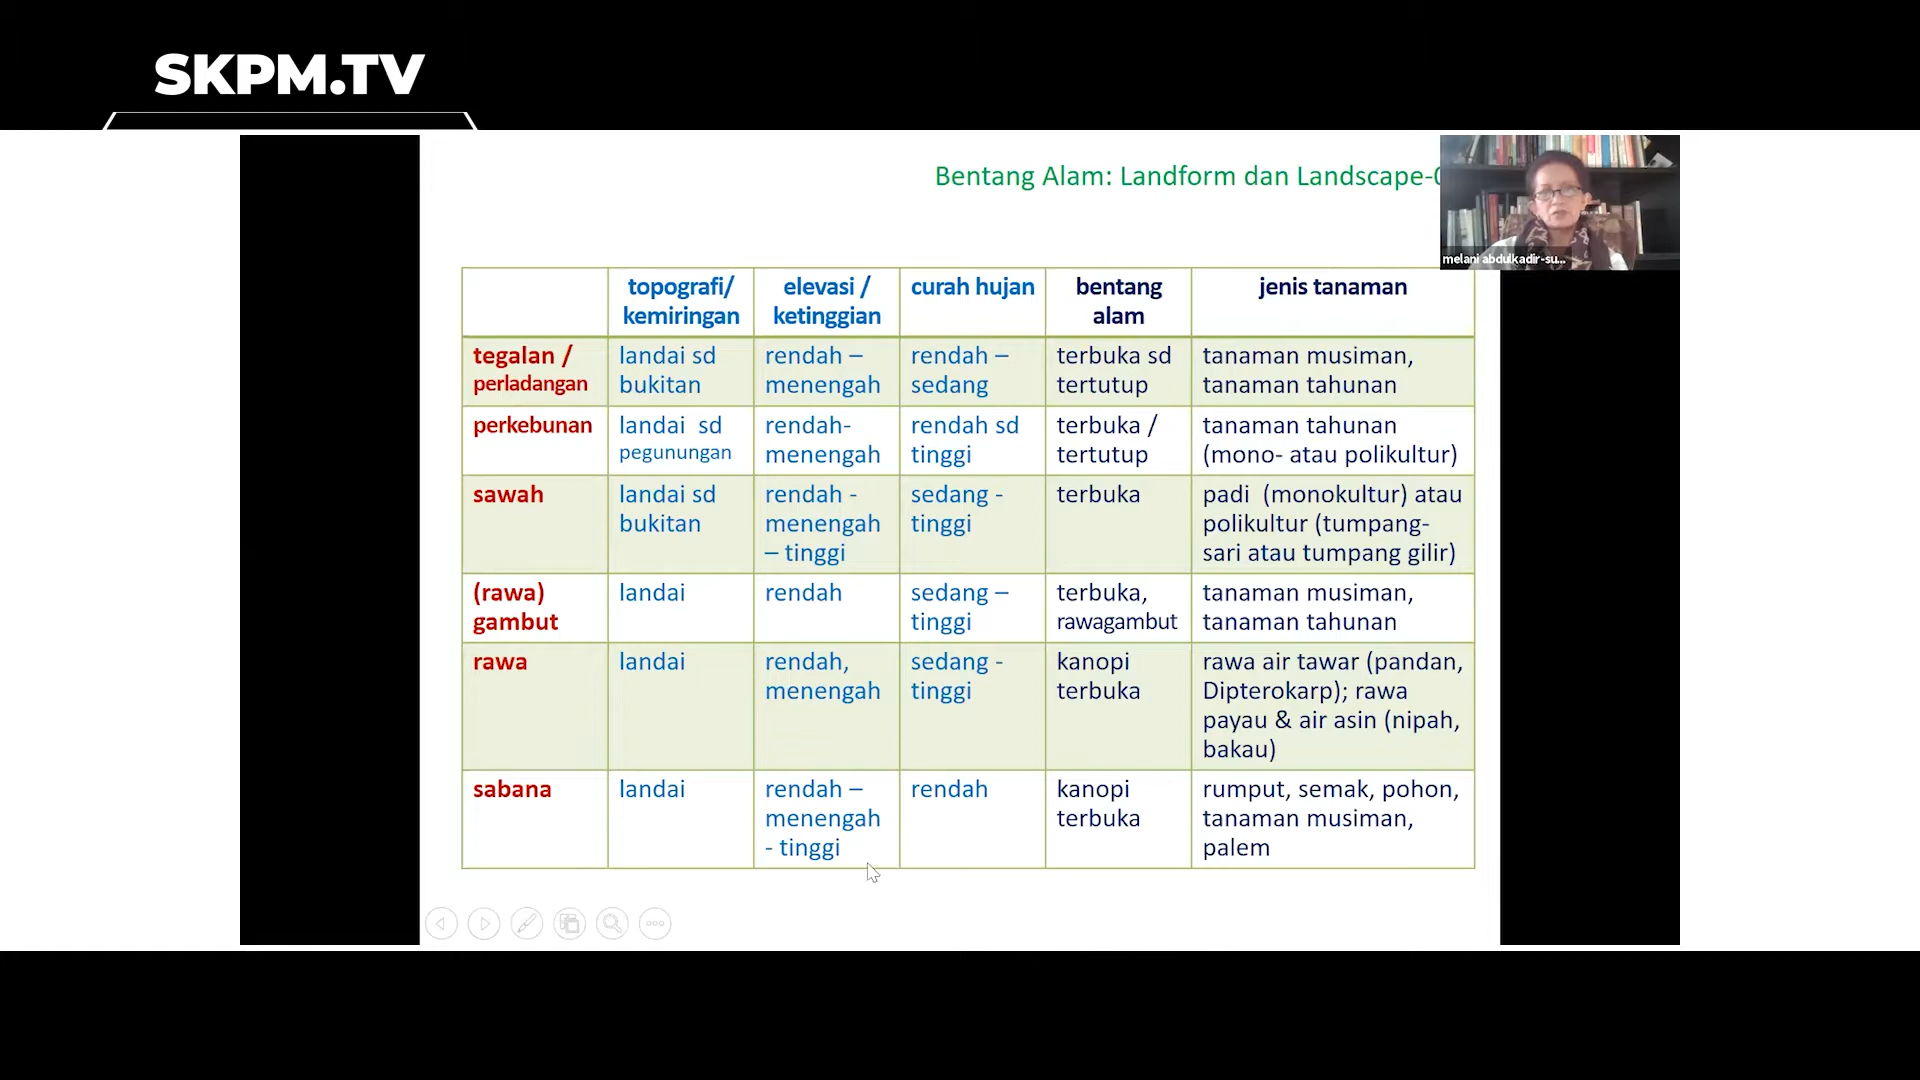 SKPM.TV
Bentang Alam: Landform dan Landscape-
melani abdulkadir-su...
topografi/ kemiringan
elevasi / ketinggian
curah hujan
bentang alam
jenis tanaman
tegalan / perladangan
landai sd bukitan
rendah – menengah
rendah – sedang
terbuka sd tertutup
tanaman musiman, tanaman tahunan
perkebunan
landai sd pegunungan
rendah- menengah
rendah sd tinggi
terbuka / tertutup
tanaman tahunan (mono- atau polikultur)
sawah
landai sd bukitan
rendah - menengah – tinggi
sedang - tinggi
terbuka
padi (monokultur) atau polikultur (tumpang- sari atau tumpang gilir)
(rawa) gambut
landai
rendah
sedang – tinggi
terbuka, rawagambut
tanaman musiman, tanaman tahunan
rawa
landai
rendah, menengah
sedang - tinggi
kanopi terbuka
rawa air tawar (pandan, Dipterokarp); rawa payau & air asin (nipah, bakau)
sabana
landai
rendah – menengah - tinggi
rendah
kanopi terbuka
rumput, semak, pohon, tanaman musiman, palem